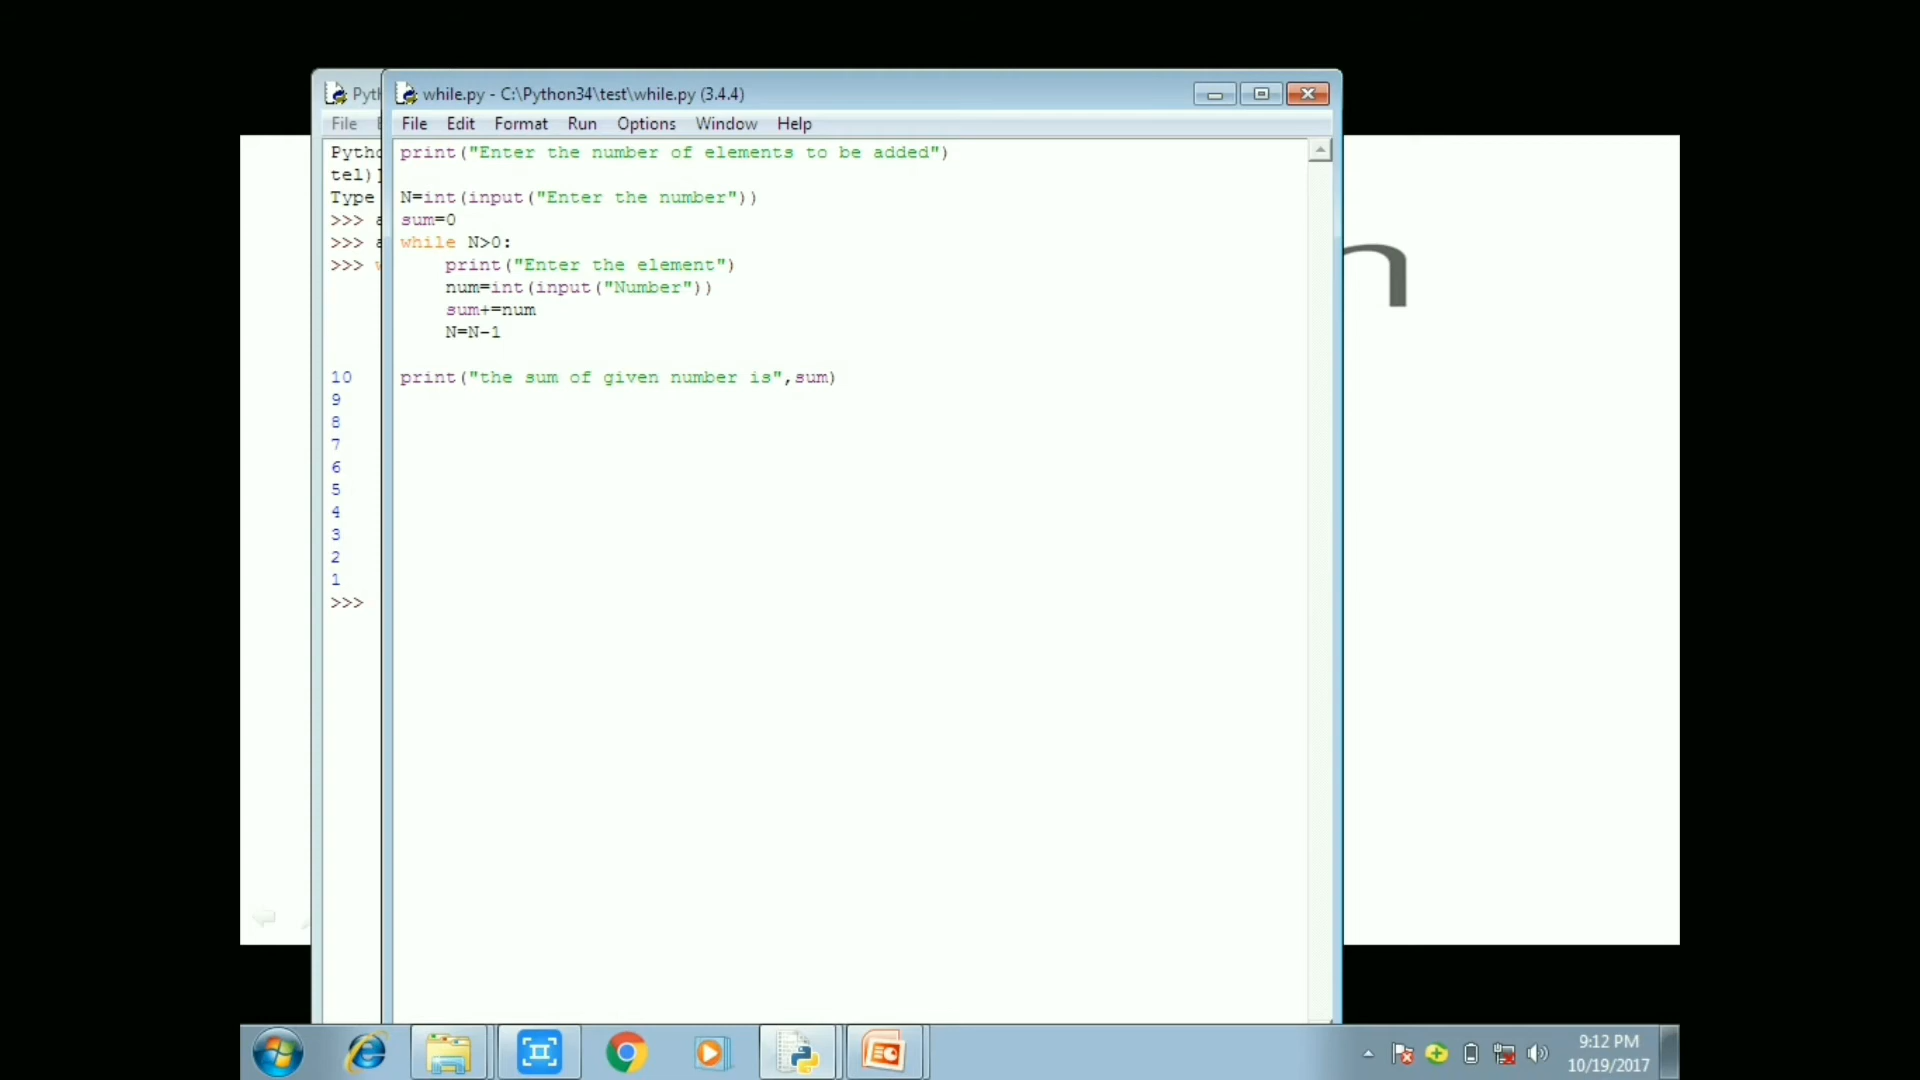 Pyth
while.py - C:\Python34\test\while.py (3.4.4)
File
File Edit Format Run Options Window Help
Pytho
tel)]
Type
>>> a
>>> a
>>> w
10
9
8
7
6
5
4
3
2
1
>>>
print("Enter the number of elements to be added")
N=int(input("Enter the number"))
sum=0
while N>0:
    print("Enter the element")
    num=int(input("Number"))
    sum+=num
    N=N-1
print("the sum of given number is",sum)
n
9:12 PM
10/19/2017